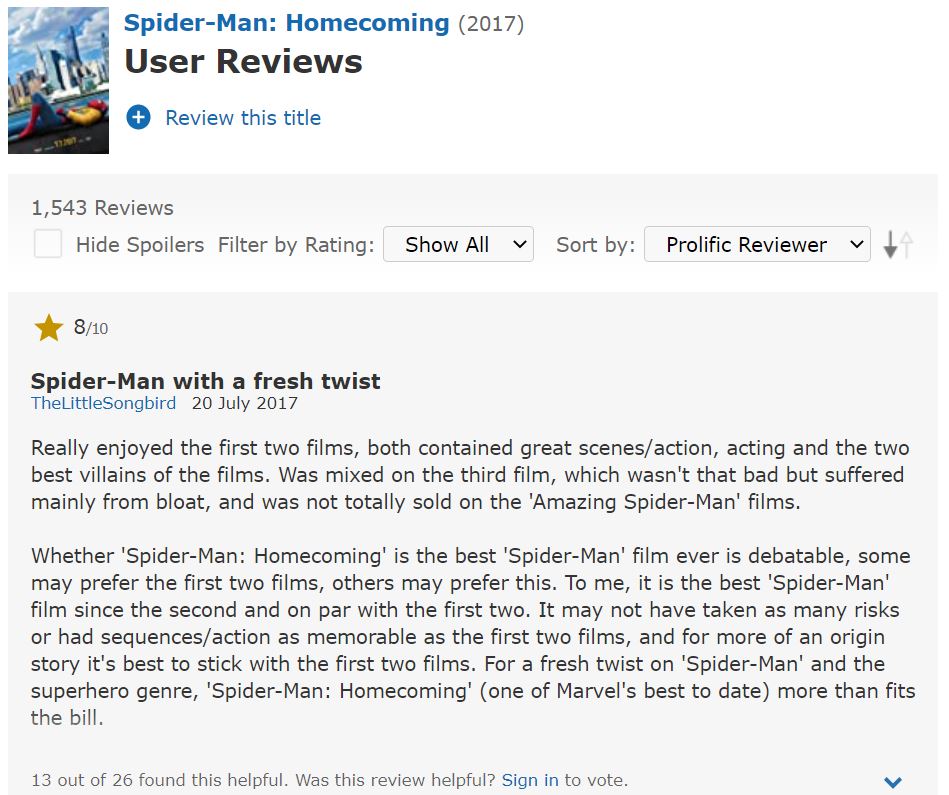 Spider-Man: Homecoming (2017)
User Reviews
Review this title
1,543 Reviews
Hide Spoilers Filter by Rating: Show All Sort by: Prolific Reviewer
8/10
Spider-Man with a fresh twist
TheLittleSongbird 20 July 2017
Really enjoyed the first two films, both contained great scenes/action, acting and the two
best villains of the films. Was mixed on the third film, which wasn't that bad but suffered
mainly from bloat, and was not totally sold on the 'Amazing Spider-Man' films.
Whether 'Spider-Man: Homecoming' is the best 'Spider-Man' film ever is debatable, some
may prefer the first two films, others may prefer this. To me, it is the best 'Spider-Man'
film since the second and on par with the first two. It may not have taken as many risks
or had sequences/action as memorable as the first two films, and for more of an origin
story it's best to stick with the first two films. For a fresh twist on 'Spider-Man' and the
superhero genre, 'Spider-Man: Homecoming' (one of Marvel's best to date) more than fits
the bill.
13 out of 26 found this helpful. Was this review helpful? Sign in to vote.